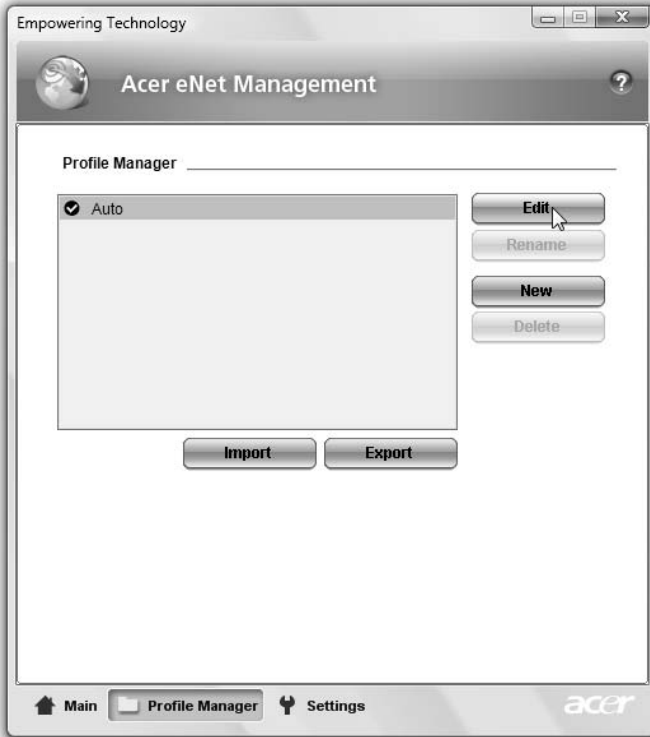 Empowering Technology
Acer eNet Management
?
Profile Manager
Auto
Edit
Rename
New
Delete
Import
Export
Main
Profile Manager
Settings
acer